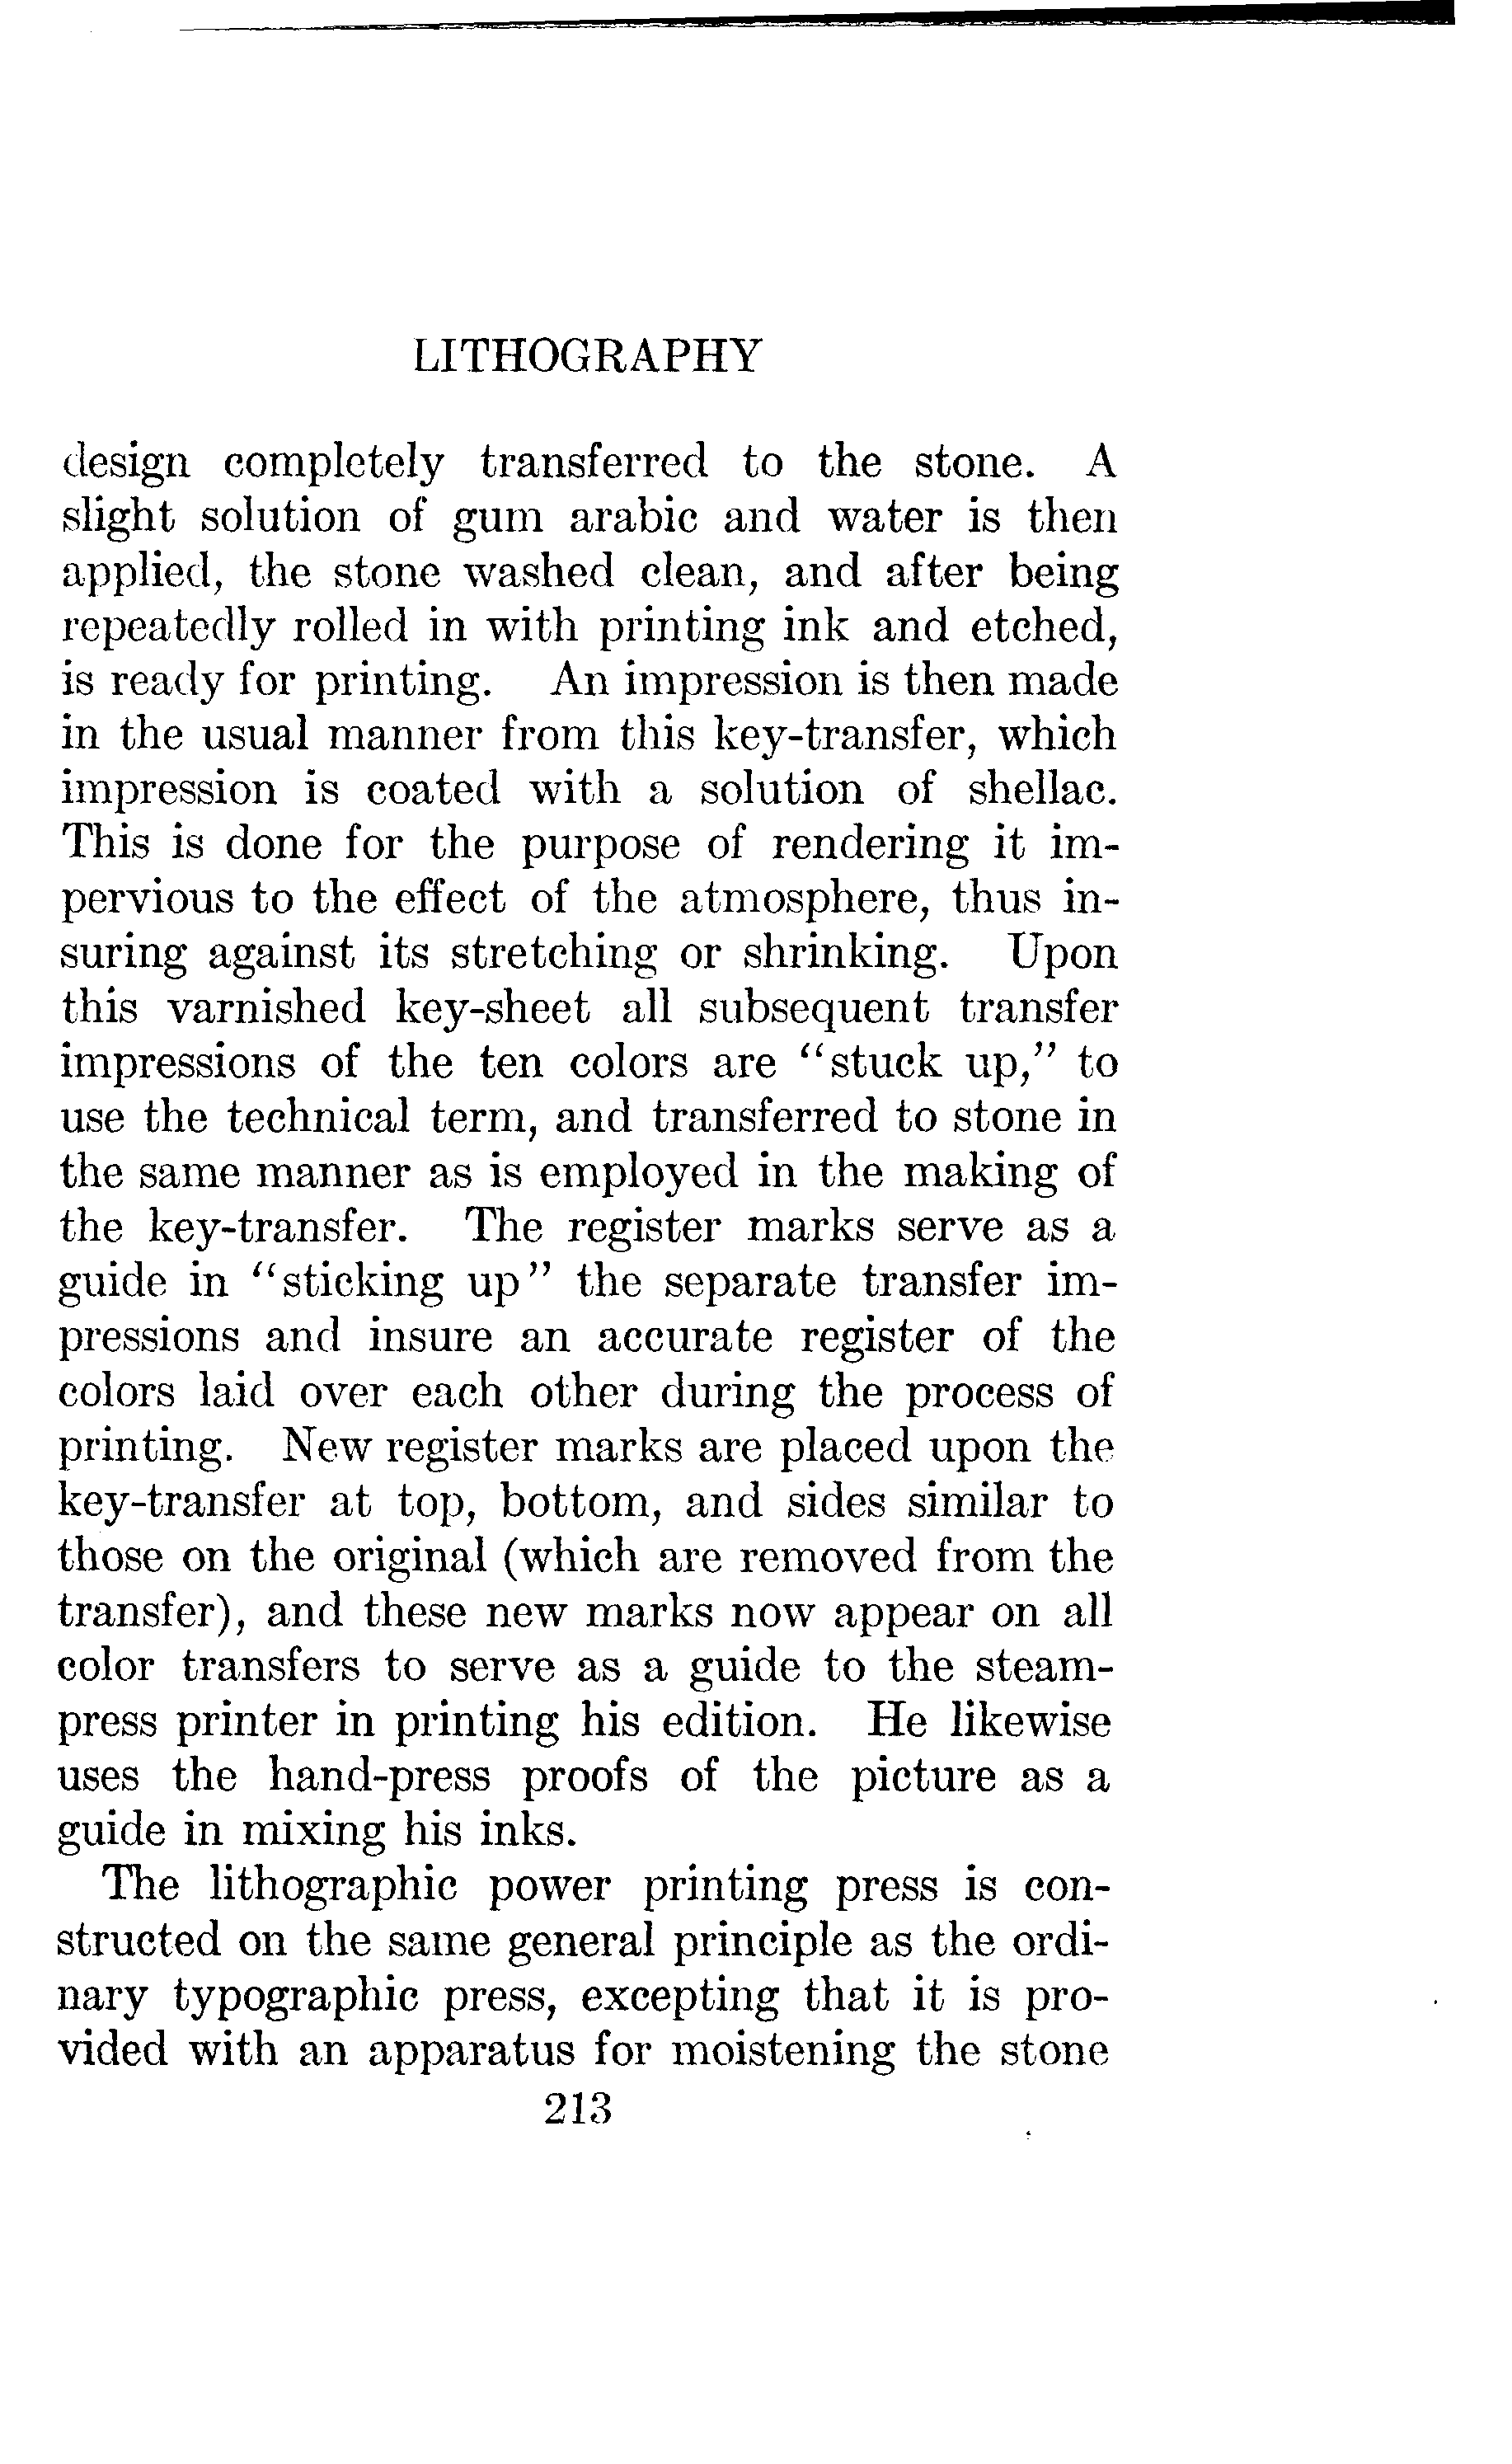 LITHOGRAPHY
design completely transferred to the stone. A
slight solution of gum arabic and water is then
applied, the stone washed clean, and after being
repeatedly rolled in with printing ink and etched,
is ready for printing. An impression is then made
in the usual manner from this key-transfer, which
impression is coated with a solution of shellac.
This is done for the purpose of rendering it im-
pervious to the effect of the atmosphere, thus in-
suring against its stretching or shrinking. Upon
this varnished key-sheet all subsequent transfer
impressions of the ten colors are “stuck up,” to
use the technical term, and transferred to stone in
the same manner as is employed in the making of
the key-transfer. The register marks serve as a
guide in “sticking up” the separate transfer im-
pressions and insure an accurate register of the
colors laid over each other during the process of
printing. New register marks are placed upon the
key-transfer at top, bottom, and sides similar to
those on the original (which are removed from the
transfer), and these new marks now appear on all
color transfers to serve as a guide to the steam-
press printer in printing his edition. He likewise
uses the hand-press proofs of the picture as a
guide in mixing his inks.
The lithographic power printing press is con-
structed on the same general principle as the ordi-
nary typographic press, excepting that it is pro-
vided with an apparatus for moistening the stone
213